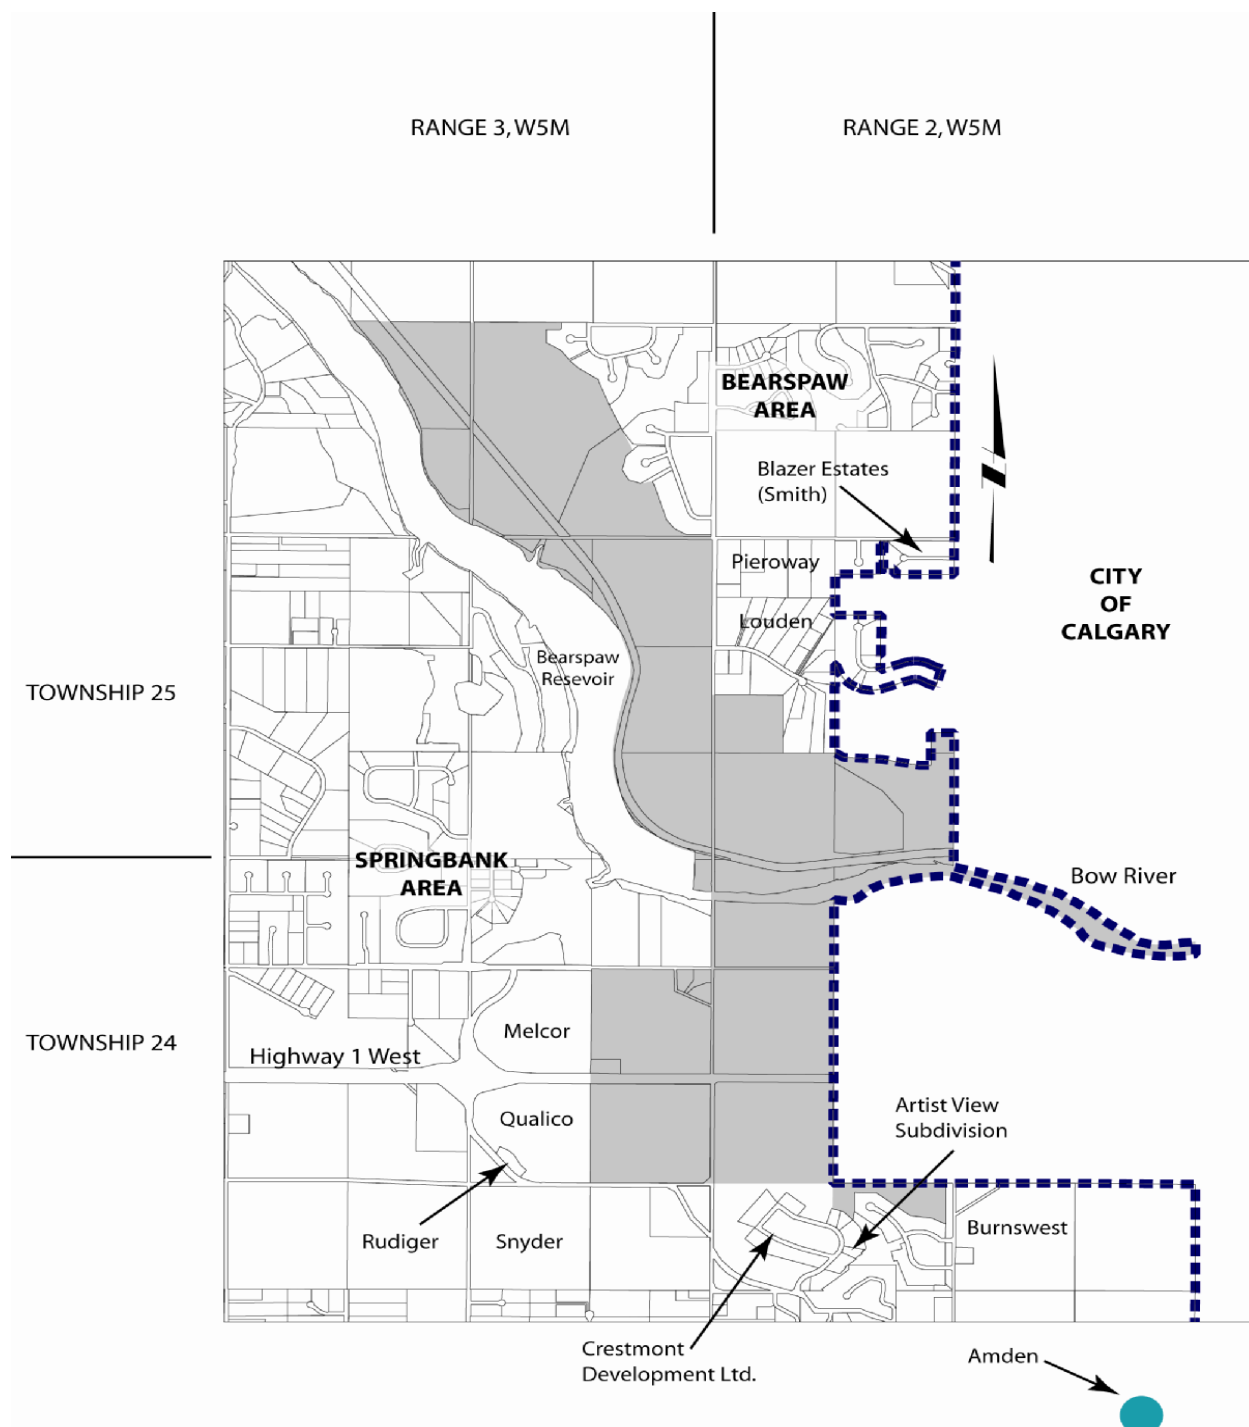 RANGE 3, W5M
RANGE 2, W5M
BEARSPAW
AREA
Blazer Estates
(Smith)
Pieroway
CITY
OF
CALGARY
Louden
Bearspaw
Resevoir
TOWNSHIP 25
SPRINGBANK
AREA
Bow River
Melcor
TOWNSHIP 24
Highway 1 West
Artist View
Subdivision
Qualico
Rudiger
Snyder
Burnswest
Crestmont
Development Ltd.
Amden